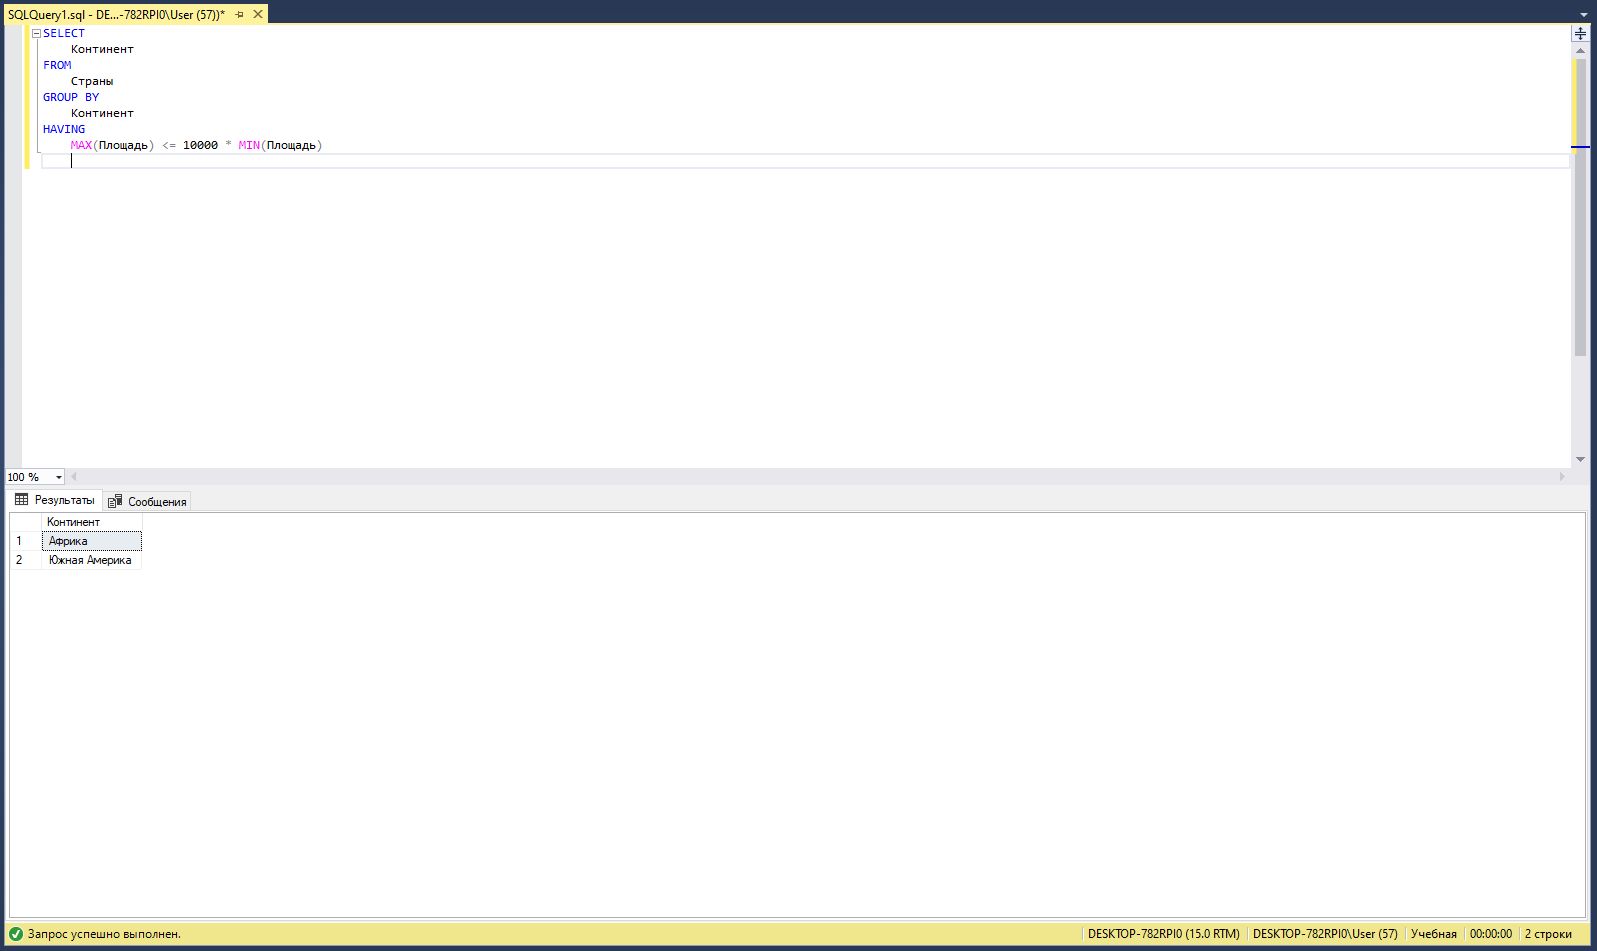 SQLQuery1.sql - DE...-782RPI0\User (57))*
SELECT
Континент
FROM
Страны
GROUP BY
Континент
HAVING
MAX(Площадь) <= 10000 * MIN(Площадь)
100 %
Результаты
Сообщения
Континент
1 Африка
2 Южная Америка
Запрос успешно выполнен.
DESKTOP-782RPI0 (15.0 RTM)
DESKTOP-782RPI0\User (57)
Учебная
00:00:00
2 строки